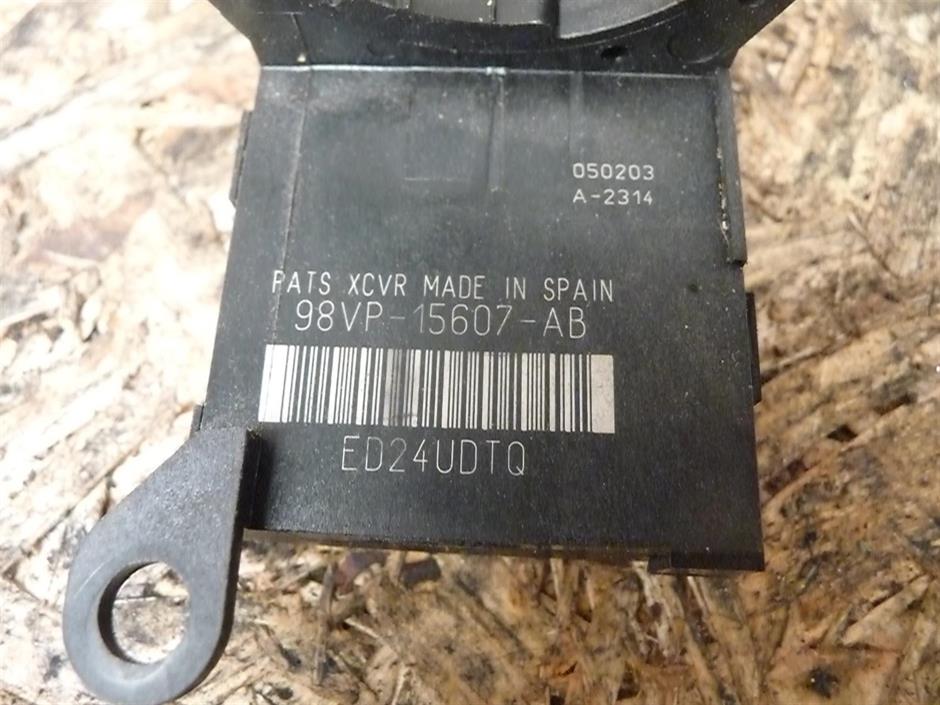 050203
A-2314
PATS XCVR MADE IN SPAIN
98VP-15607-AB
ED24UDTQ